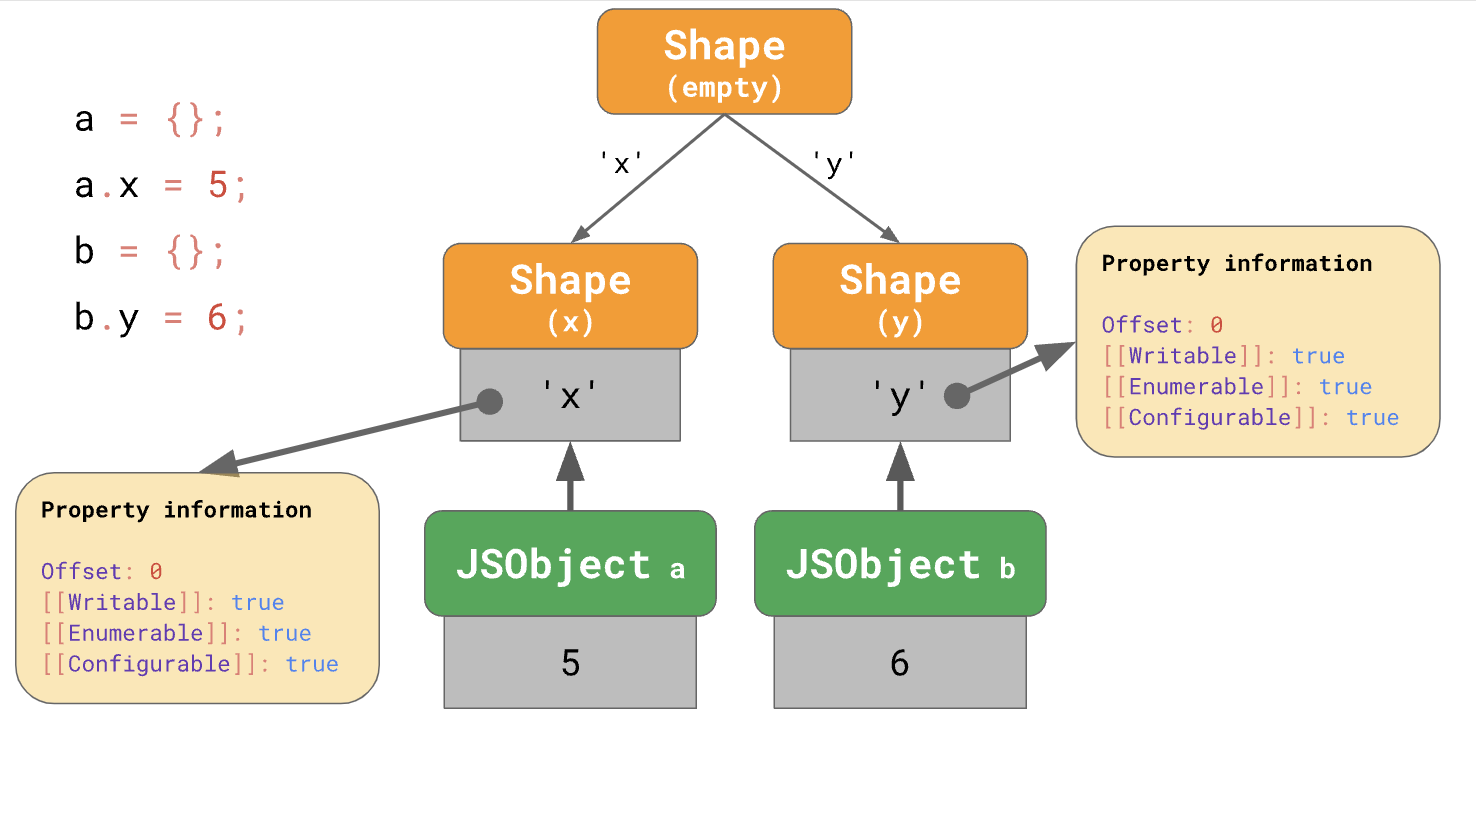 a = {};
a.x = 5;
b = {};
b.y = 6;
Shape
(empty)
'x'
'y'
Shape
(x)
'x'
Shape
(y)
'y'
Property information
Offset: 0
[[Writable]]: true
[[Enumerable]]: true
[[Configurable]]: true
Property information
Offset: 0
[[Writable]]: true
[[Enumerable]]: true
[[Configurable]]: true
JSObject a
5
JSObject b
6